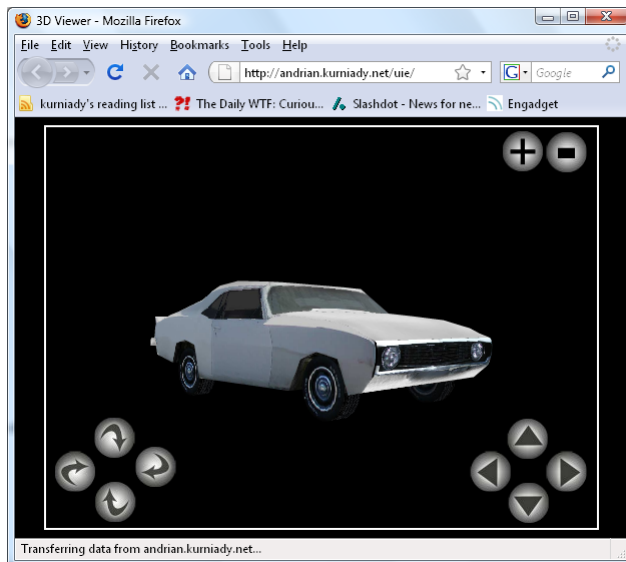 3D Viewer - Mozilla Firefox
File Edit View History Bookmarks Tools Help
http://andrian.kurniady.net/uie/ G Google
kurniady's reading list ... ?! The Daily WTF: Curiou... Slashdot - News for ne... Engadget
Transferring data from andrian.kurniady.net...